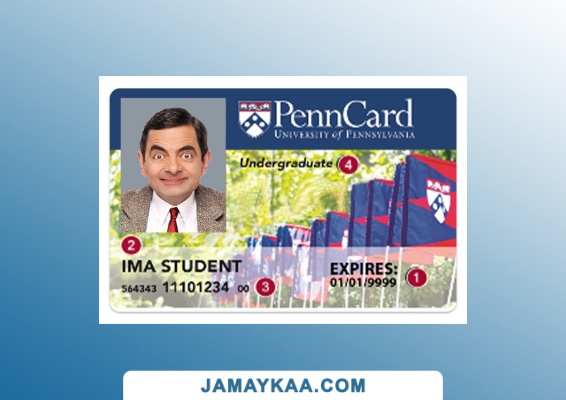 PennCard
UNIVERSITY of PENNSYLVANIA
Undergraduate 4
2
IMA STUDENT
564343 11101234 00 3
EXPIRES: 1
01/01/9999
JAMAYKAA.COM